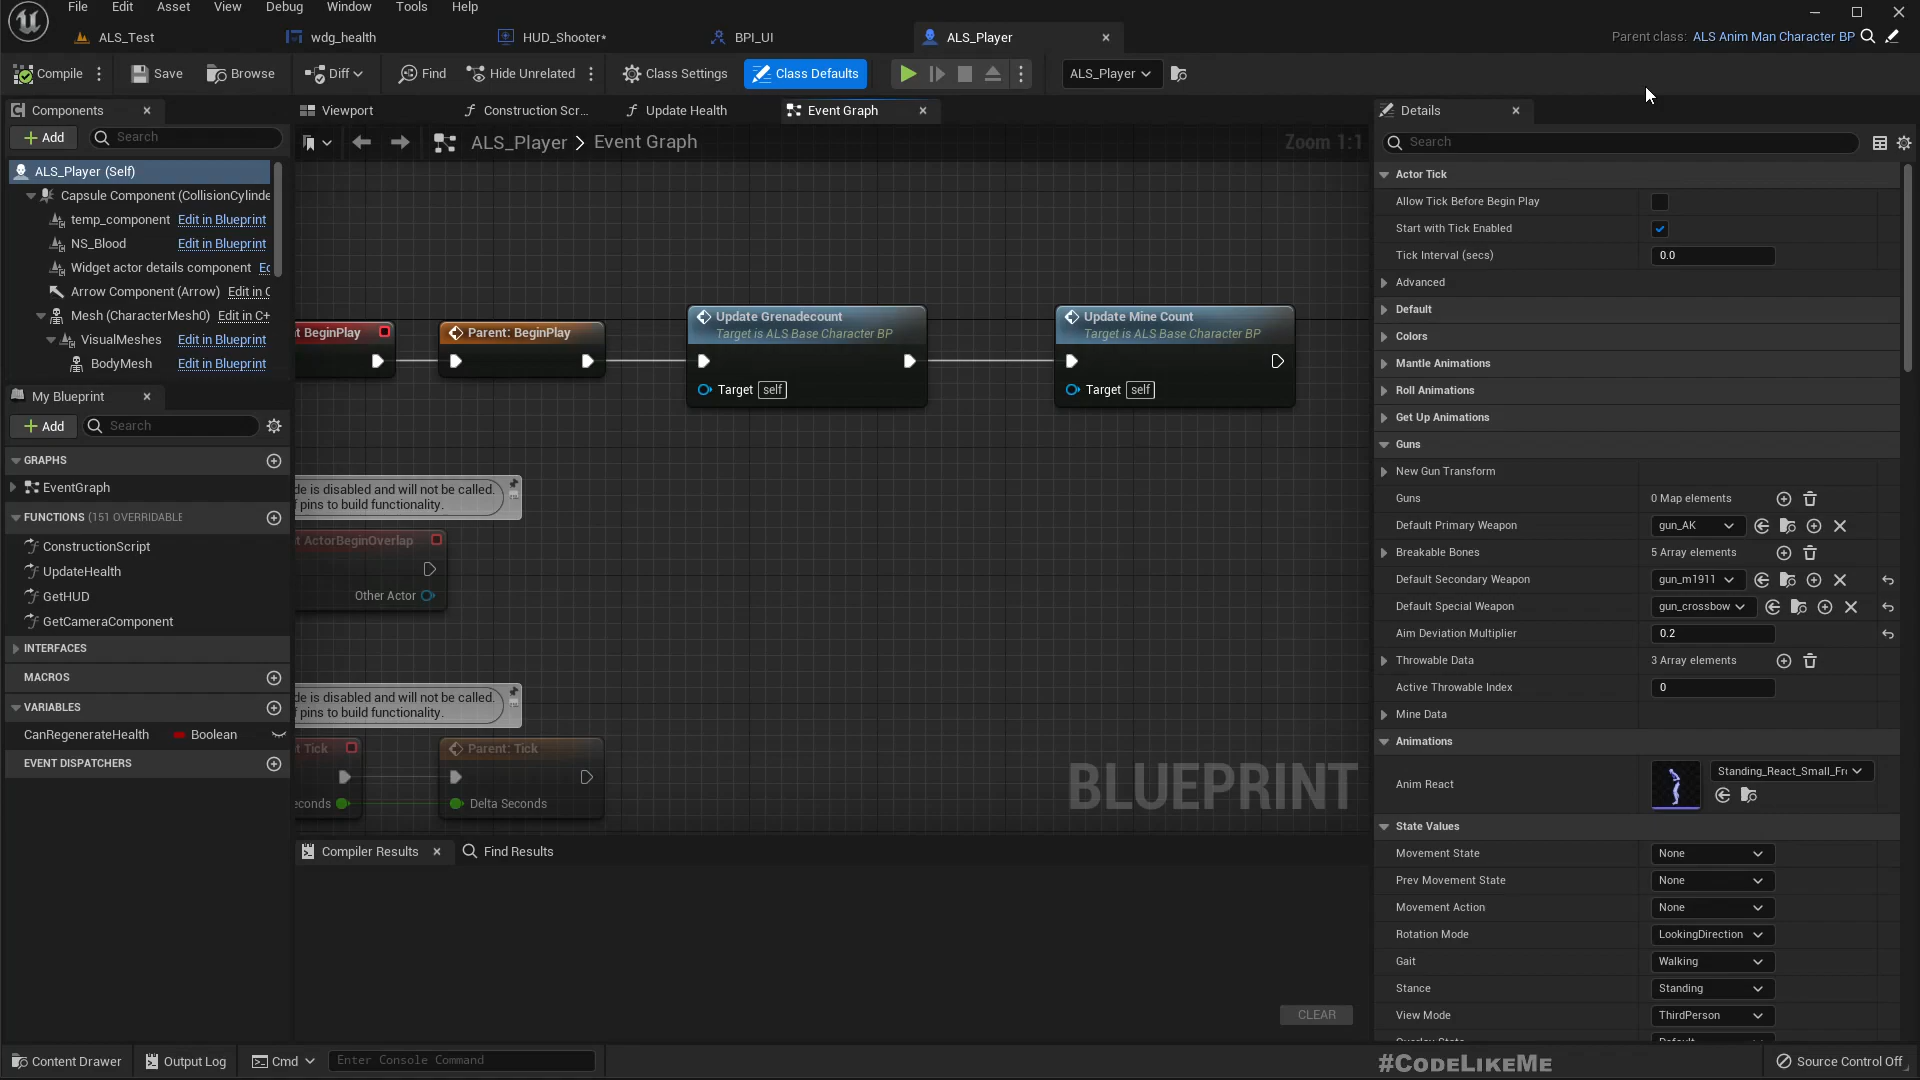 File Edit Asset View Debug Window Tools Help
ALS_Test wdg_health HUD_Shooter* BPI_UI ALS_Player
Parent class: ALS Anim Man Character BP
Compile Save Browse Diff Find Hide Unrelated Class Settings Class Defaults ALS_Player
Components
Add Search
ALS_Player (Self)
Capsule Component (CollisionCylinde
temp_component Edit in Blueprint
NS_Blood Edit in Blueprint
Widget actor details component Ec
Arrow Component (Arrow) Edit in C
Mesh (CharacterMesh0) Edit in C+
VisualMeshes Edit in Blueprint
BodyMesh Edit in Blueprint
My Blueprint
Add Search
GRAPHS
EventGraph
FUNCTIONS (151 OVERRIDABLE
ConstructionScript
UpdateHealth
GetHUD
GetCameraComponent
INTERFACES
MACROS
VARIABLES
CanRegenerateHealth Boolean
EVENT DISPATCHERS
Viewport Construction Scr... Update Health Event Graph
ALS_Player > Event Graph
Zoom 1:1
t BeginPlay
Parent: BeginPlay
Update Grenadecount
Target is ALS Base Character BP
Target self
Update Mine Count
Target is ALS Base Character BP
Target self
de is disabled and will not be called.
f pins to build functionality.
t ActorBeginOverlap
Other Actor
de is disabled and will not be called.
f pins to build functionality.
t Tick
econds
Parent: Tick
Delta Seconds
BLUEPRINT
Compiler Results Find Results
CLEAR
Details
Search
Actor Tick
Allow Tick Before Begin Play
Start with Tick Enabled
Tick Interval (secs) 0.0
Advanced
Default
Colors
Mantle Animations
Roll Animations
Get Up Animations
Guns
New Gun Transform
Guns 0 Map elements
Default Primary Weapon gun_AK
Breakable Bones 5 Array elements
Default Secondary Weapon gun_m1911
Default Special Weapon gun_crossbow
Aim Deviation Multiplier 0.2
Throwable Data 3 Array elements
Active Throwable Index 0
Mine Data
Animations
Anim React Standing_React_Small_Fr
State Values
Movement State None
Prev Movement State None
Movement Action None
Rotation Mode LookingDirection
Gait Walking
Stance Standing
View Mode ThirdPerson
Content Drawer Output Log Cmd Enter Console Command
#CODELIKEME
Source Control Off